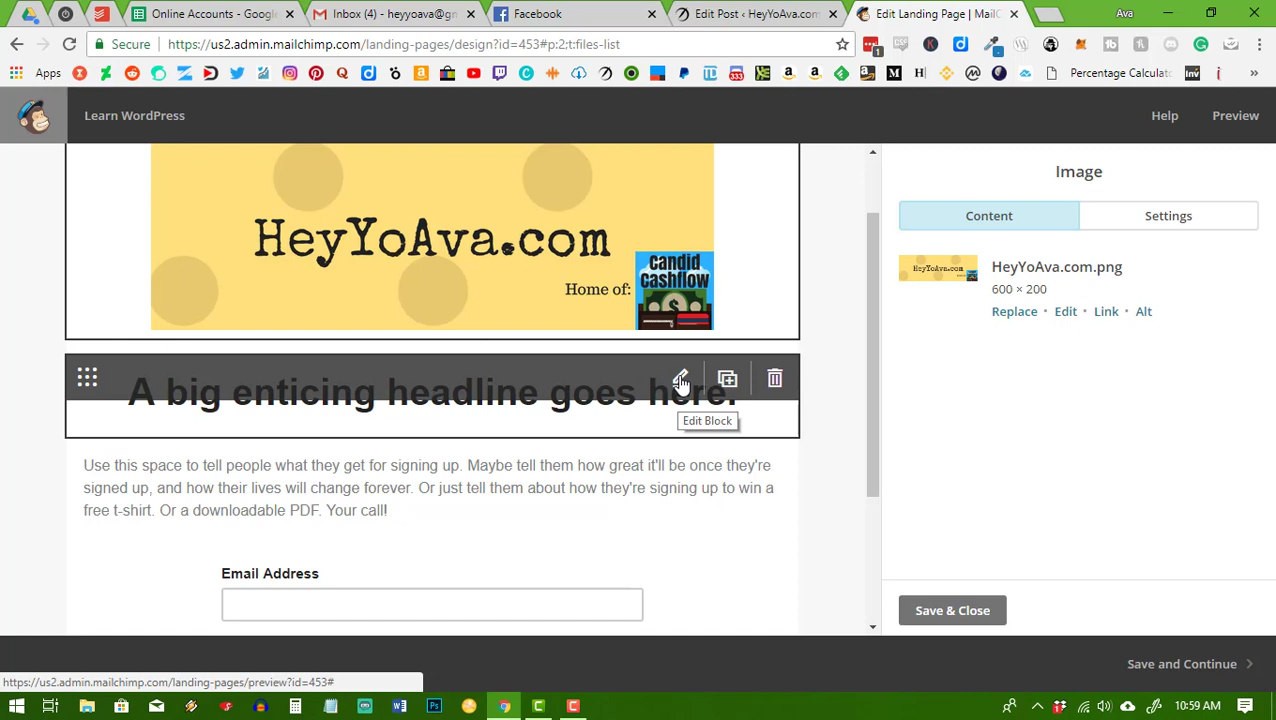 Online Accounts - Google
Inbox (4) - heyyoava@gm
Facebook
Edit Post ‹ HeyYoAva.com
Edit Landing Page | MailC
Ava
Secure
https://us2.admin.mailchimp.com/landing-pages/design?id=453#p:2;t:files-list
Apps
Percentage Calculat
Inv
Learn WordPress
Help
Preview
HeyYoAva.com
Home of:
candid
cashflow
Image
Content
Settings
HeyYoAva.com
HeyYoAva.com.png
600 × 200
Replace • Edit • Link • Alt
A big enticing headline goes here.
Edit Block
Use this space to tell people what they get for signing up. Maybe tell them how great it'll be once they're
signed up, and how their lives will change forever. Or just tell them about how they're signing up to win a
free t-shirt. Or a downloadable PDF. Your call!
Email Address
Save & Close
Save and Continue
https://us2.admin.mailchimp.com/landing-pages/preview?id=453#
10:59 AM